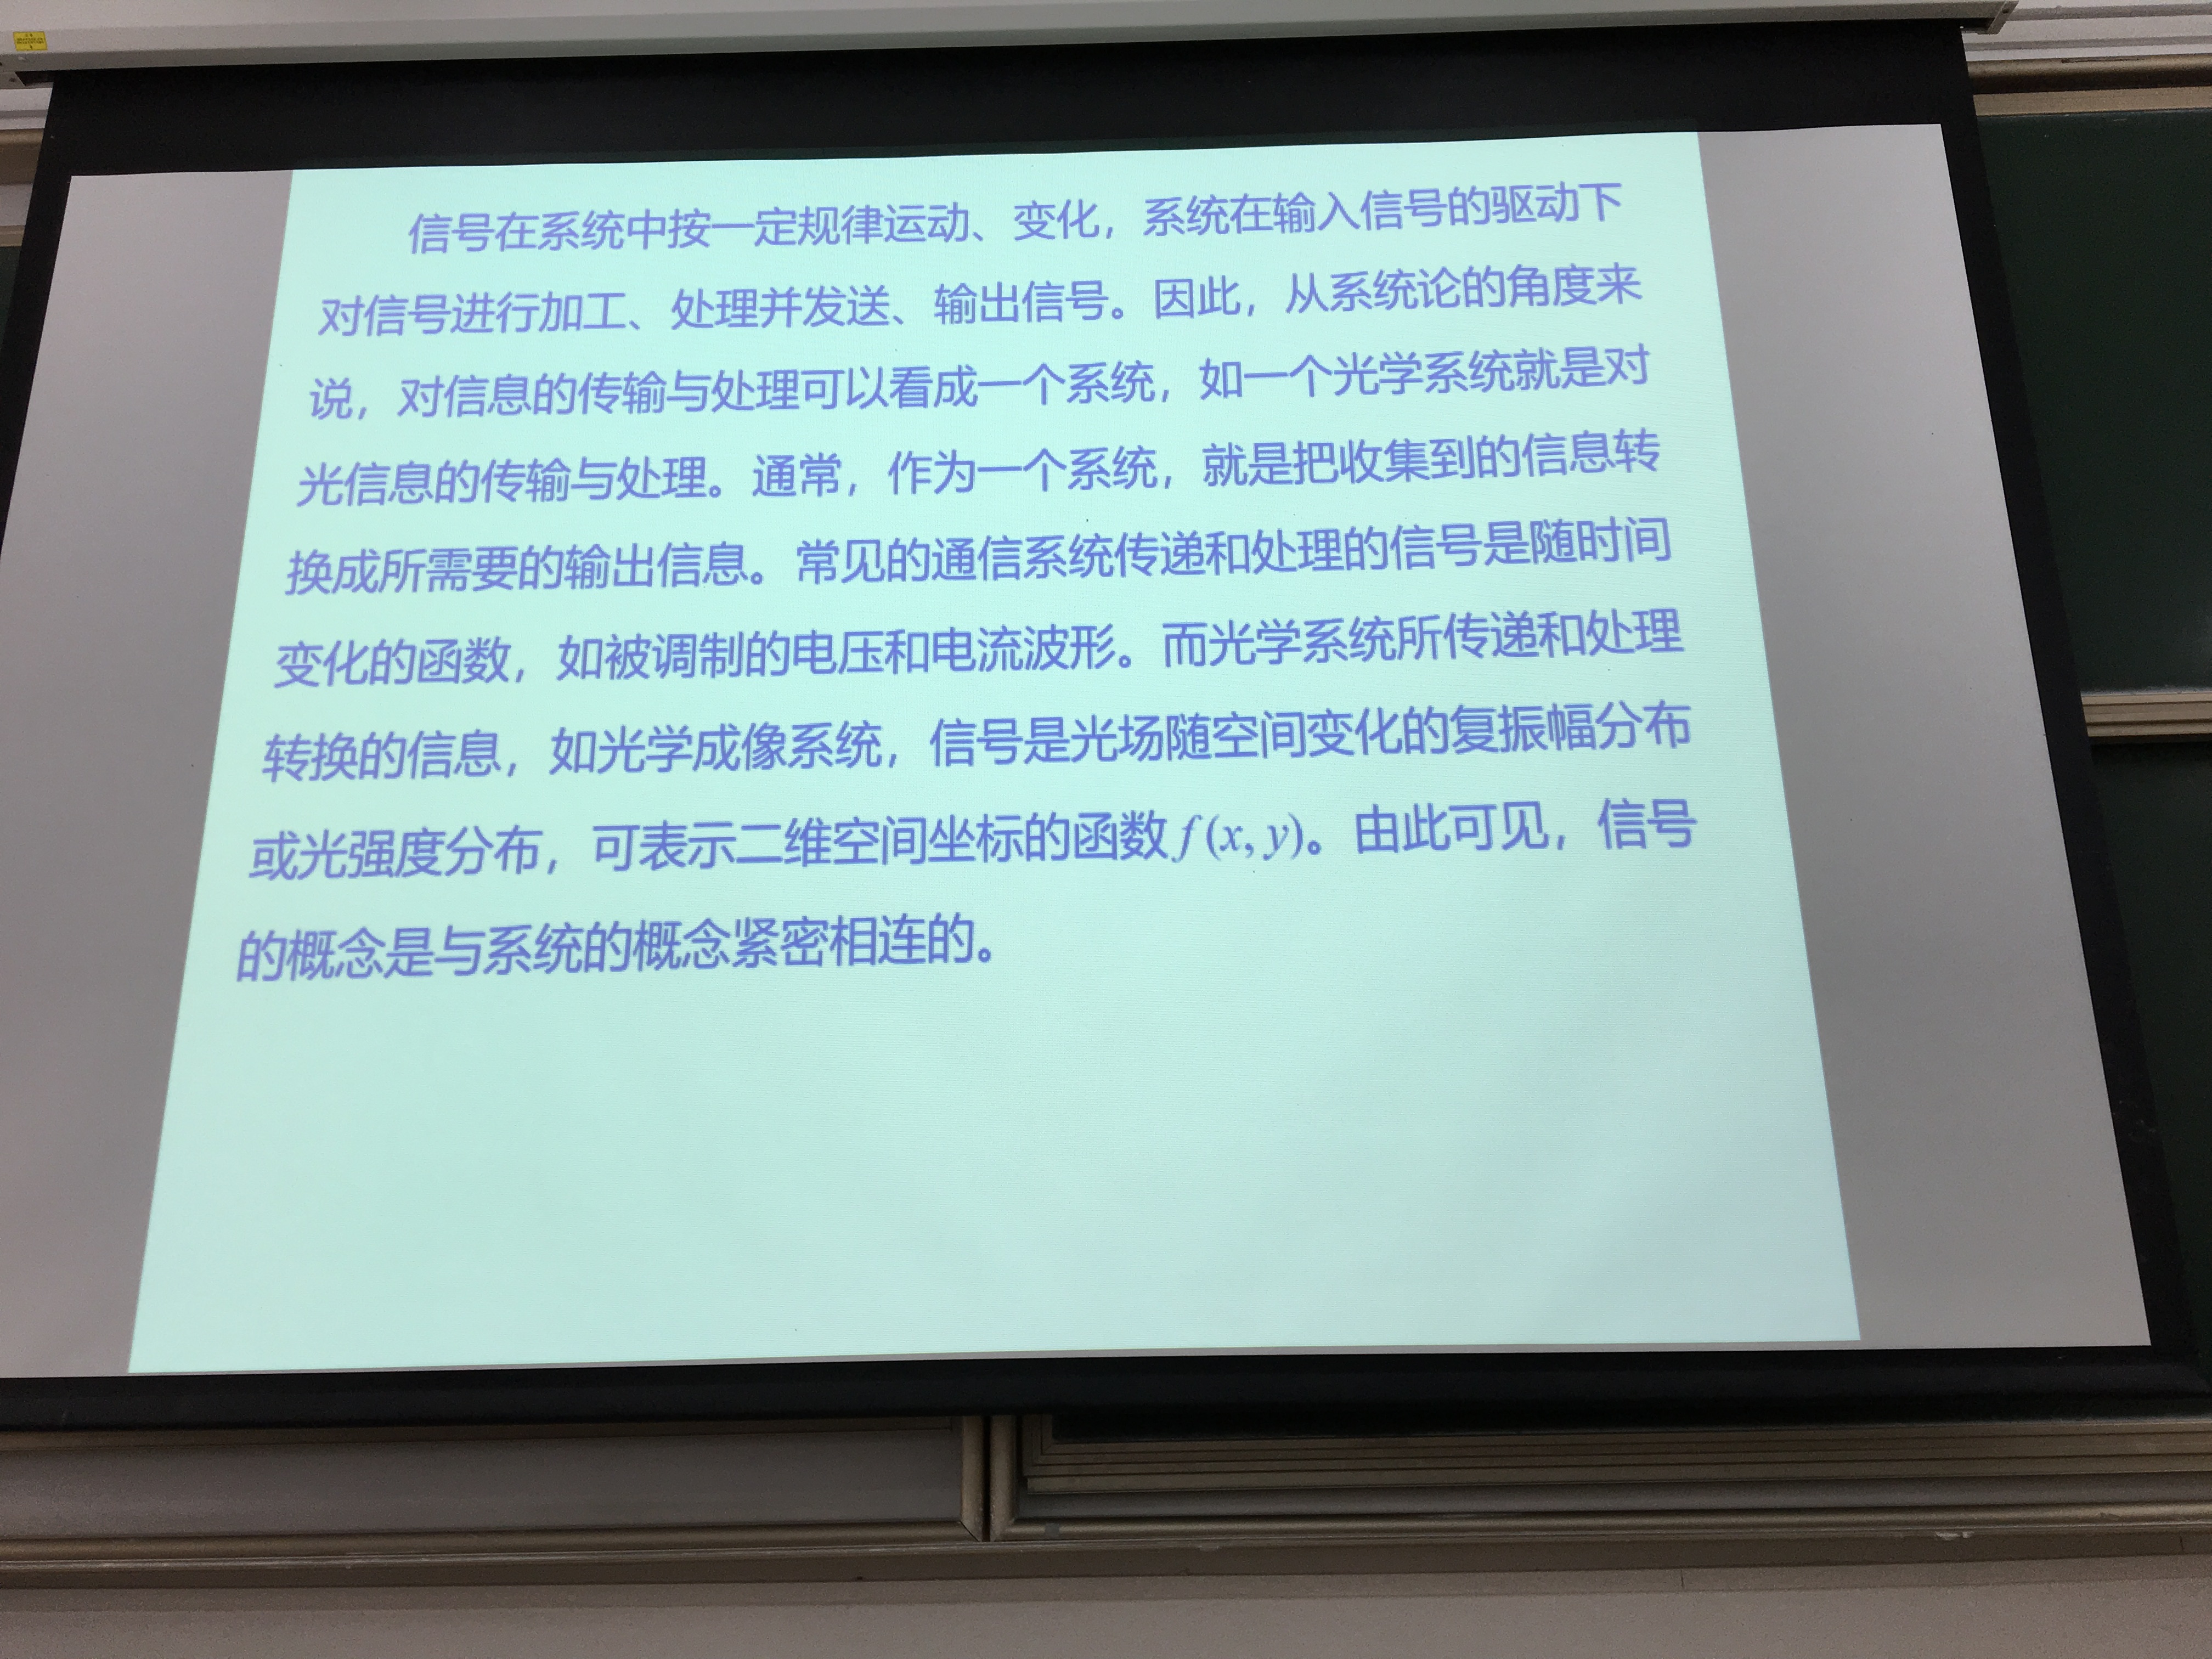 信号在系统中按一定规律运动、变化，系统在输入信号的驱动下
对信号进行加工、处理并发送、输出信号。因此，从系统论的角度来
说，对信息的传输与处理可以看成一个系统，如一个光学系统就是对
光信息的传输与处理。通常，作为一个系统，就是把收集到的信息转
换成所需要的输出信息。常见的通信系统传递和处理的信号是随时间
变化的函数，如被调制的电压和电流波形。而光学系统所传递和处理
转换的信息，如光学成像系统，信号是光场随空间变化的复振幅分布
或光强度分布，可表示二维空间坐标的函数f(x, y)。由此可见，信号
的概念是与系统的概念紧密相连的。